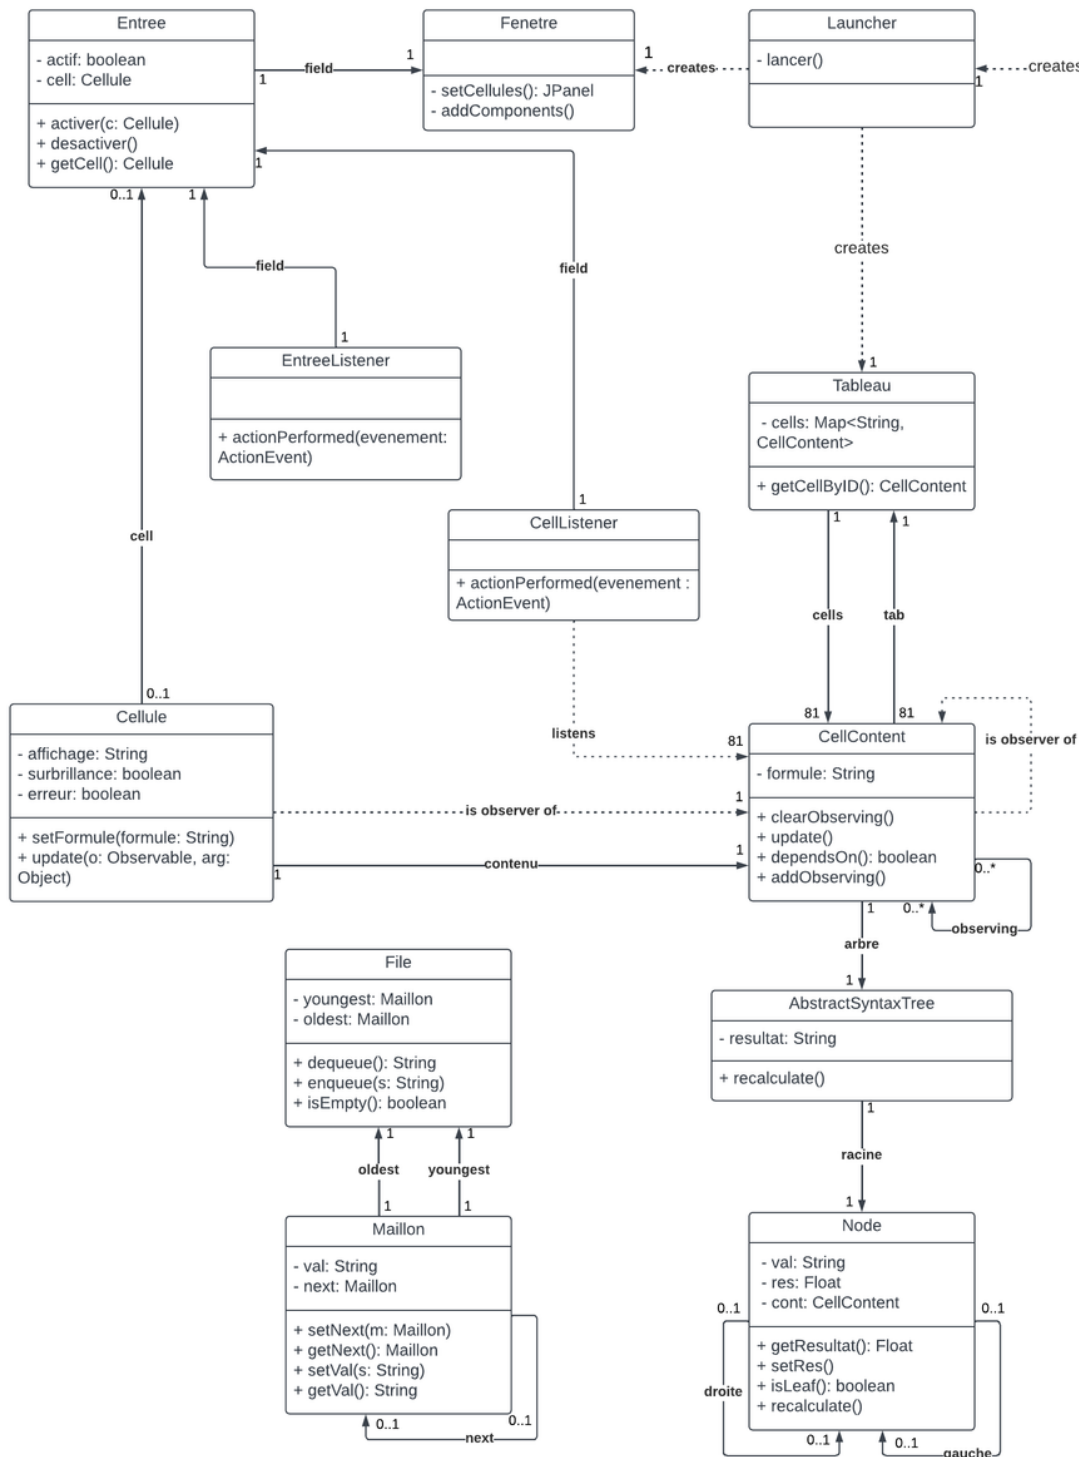 Entree
- actif: boolean
- cell: Cellule
+ activer(c: Cellule)
+ desactiver()
+ getCell(): Cellule
1
field
1
Fenetre
- setCellules(): JPanel
- addComponents()
1
creates
Launcher
- lancer()
1
creates
creates
1
0..1
1
field
1
1
field
1
EntreeListener
+ actionPerformed(evenement:
ActionEvent)
Tableau
- cells: Map<String,
CellContent>
+ getCellByID(): CellContent
CellListener
+ actionPerformed(evenement :
ActionEvent)
cell
0..1
1
cells
81
1
tab
81
listens
81
Cellule
- affichage: String
- surbrillance: boolean
- erreur: boolean
+ setFormule(formule: String)
+ update(o: Observable, arg:
Object)
is observer of
1
1
contenu
1
CellContent
- formule: String
+ clearObserving()
+ update()
+ dependsOn(): boolean
+ addObserving()
is observer of
0..*
0..*
observing
1
arbre
1
File
- youngest: Maillon
- oldest: Maillon
+ dequeue(): String
+ enqueue(s: String)
+ isEmpty(): boolean
AbstractSyntaxTree
- resultat: String
+ recalculate()
1
oldest
1
1
youngest
1
1
racine
1
Maillon
- val: String
- next: Maillon
+ setNext(m: Maillon)
+ getNext(): Maillon
+ setVal(s: String)
+ getVal(): String
0..1
0..1
next
Node
- val: String
- res: Float
- cont: CellContent
+ getResultat(): Float
+ setRes()
+ isLeaf(): boolean
+ recalculate()
0..1
droite
0..1
0..1
0..1
gauche